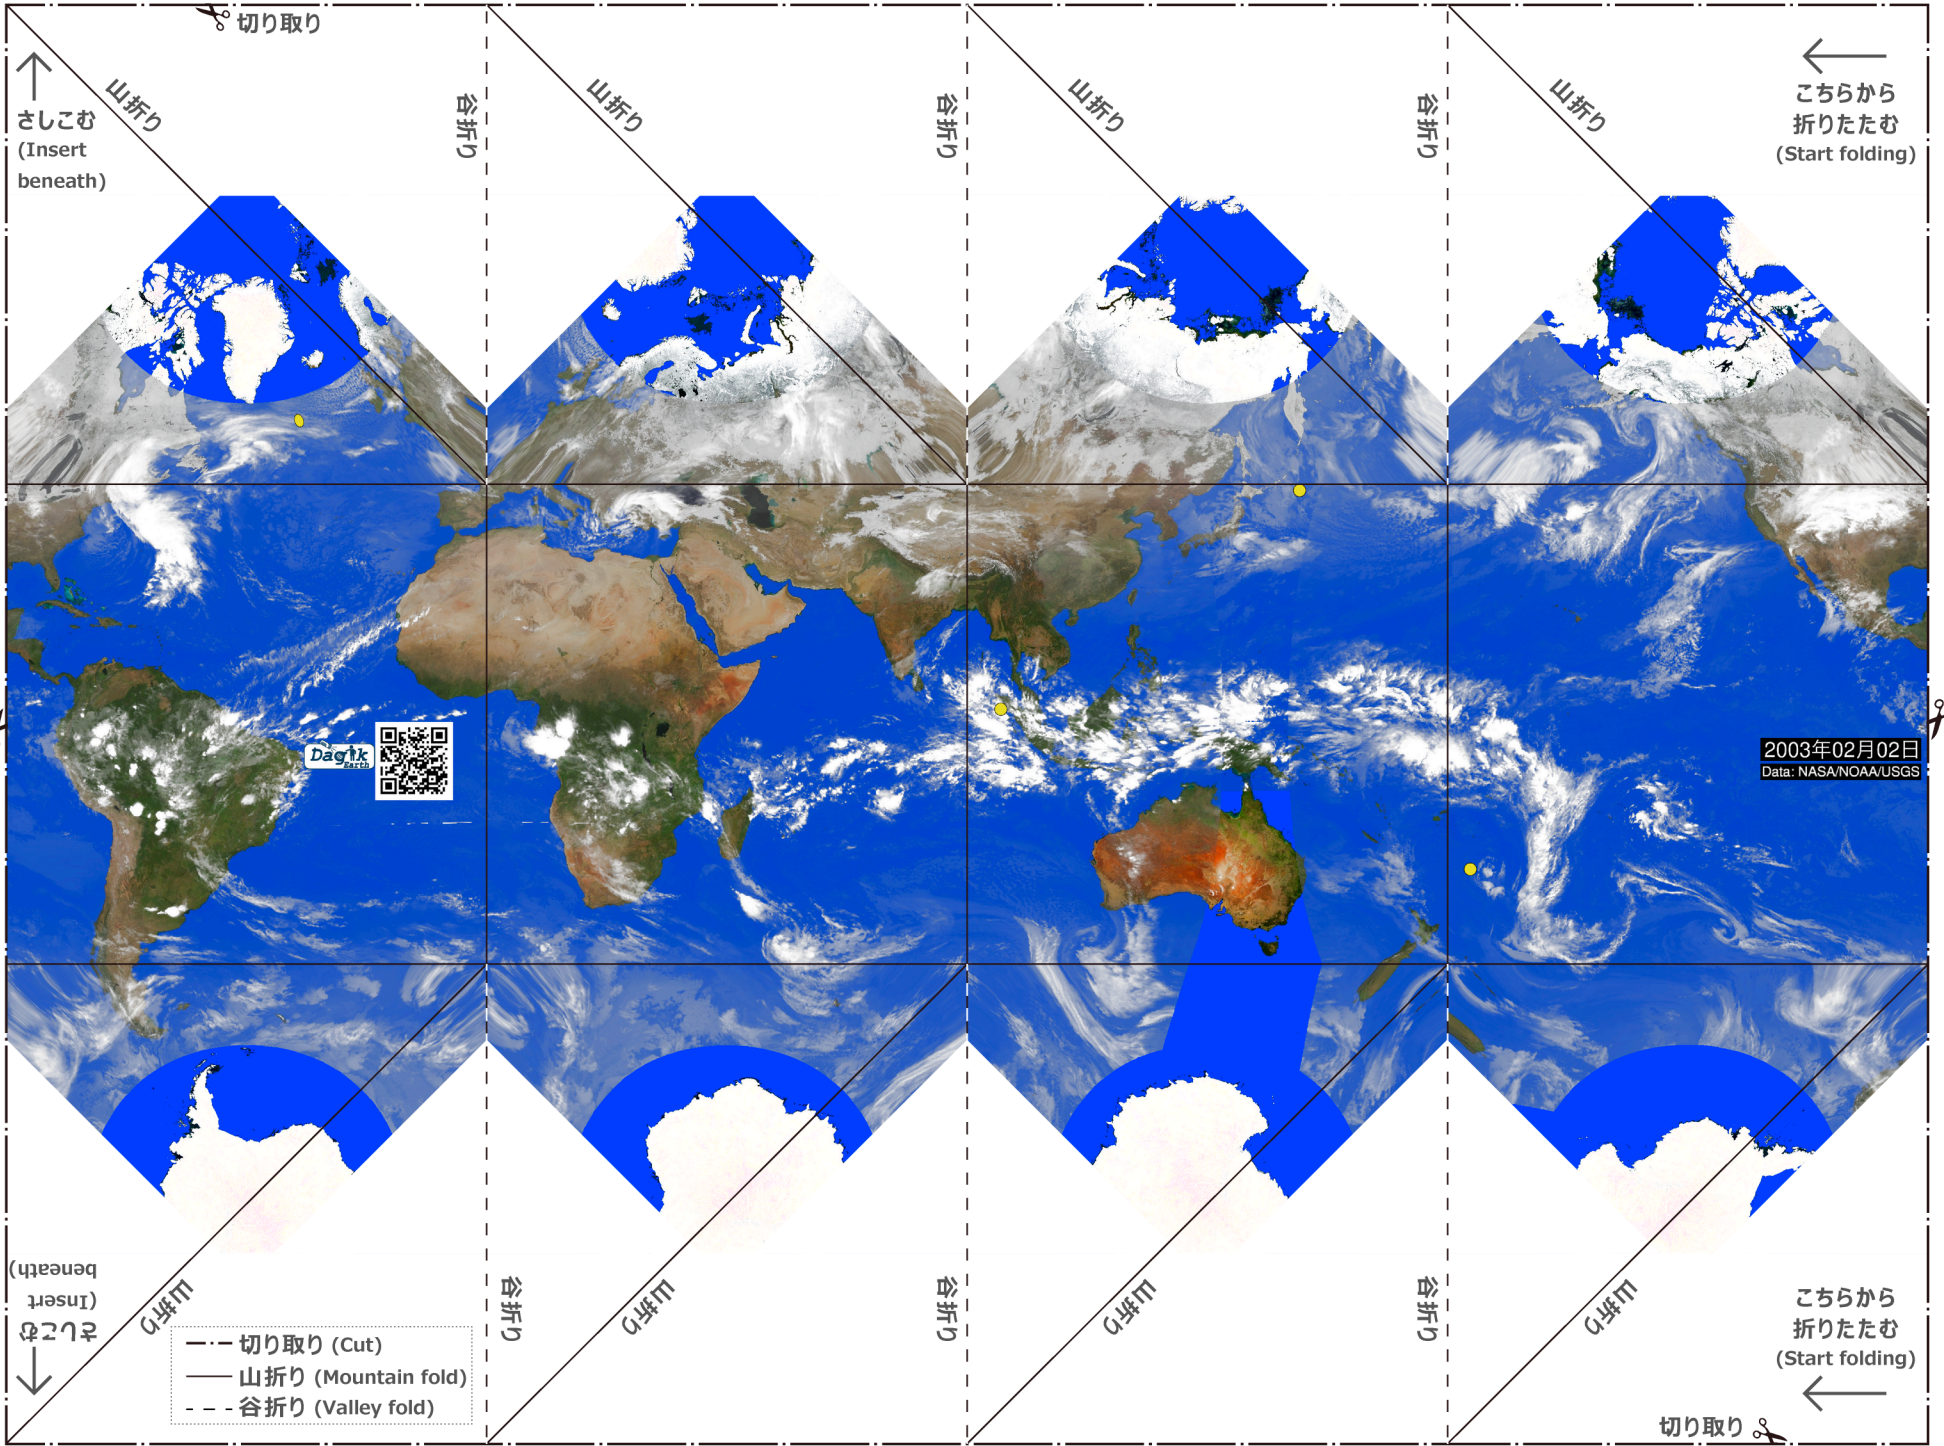 切り取り
山折り
谷折り
山折り
谷折り
山折り
谷折り
山折り
さしこむ
(Insert
beneath)
こちらから
折りたたむ
(Start folding)
Dagik
Earth
2003年02月02日
Data: NASA/NOAA/USGS
さしこむ
(Insert
beneath)
山折り
谷折り
山折り
谷折り
山折り
谷折り
山折り
こちらから
折りたたむ
(Start folding)
切り取り (Cut)
山折り (Mountain fold)
谷折り (Valley fold)
切り取り